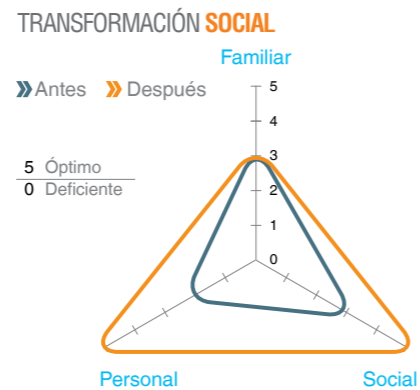 TRANSFORMACIÓN SOCIAL
Familiar
Antes Después
5
4
3
2
1
0
5 Óptimo
0 Deficiente
Personal Social